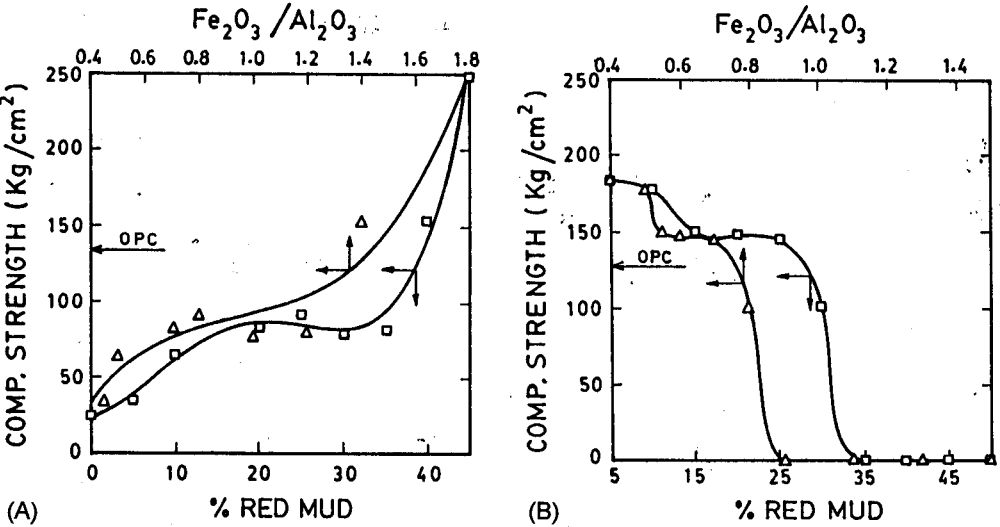 Fe₂O₃/Al₂O₃
0.4 0.6 0.8 1.0 1.2 1.4 1.6 1.8
250
200
150
100
50
0
COMP. STRENGTH (Kg/cm²)
OPC
0 10 20 30 40
% RED MUD
(A)
Fe₂O₃/Al₂O₃
0.4 0.6 0.8 1.0 1.2 1.4
250
200
150
100
50
0
COMP. STRENGTH (Kg/cm²)
OPC
5 15 25 35 45
% RED MUD
(B)